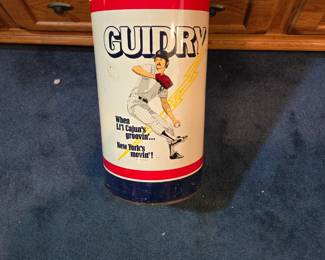 GUIDRY
When
Li'l Cajun's
groovin'...
New York's
movin'!